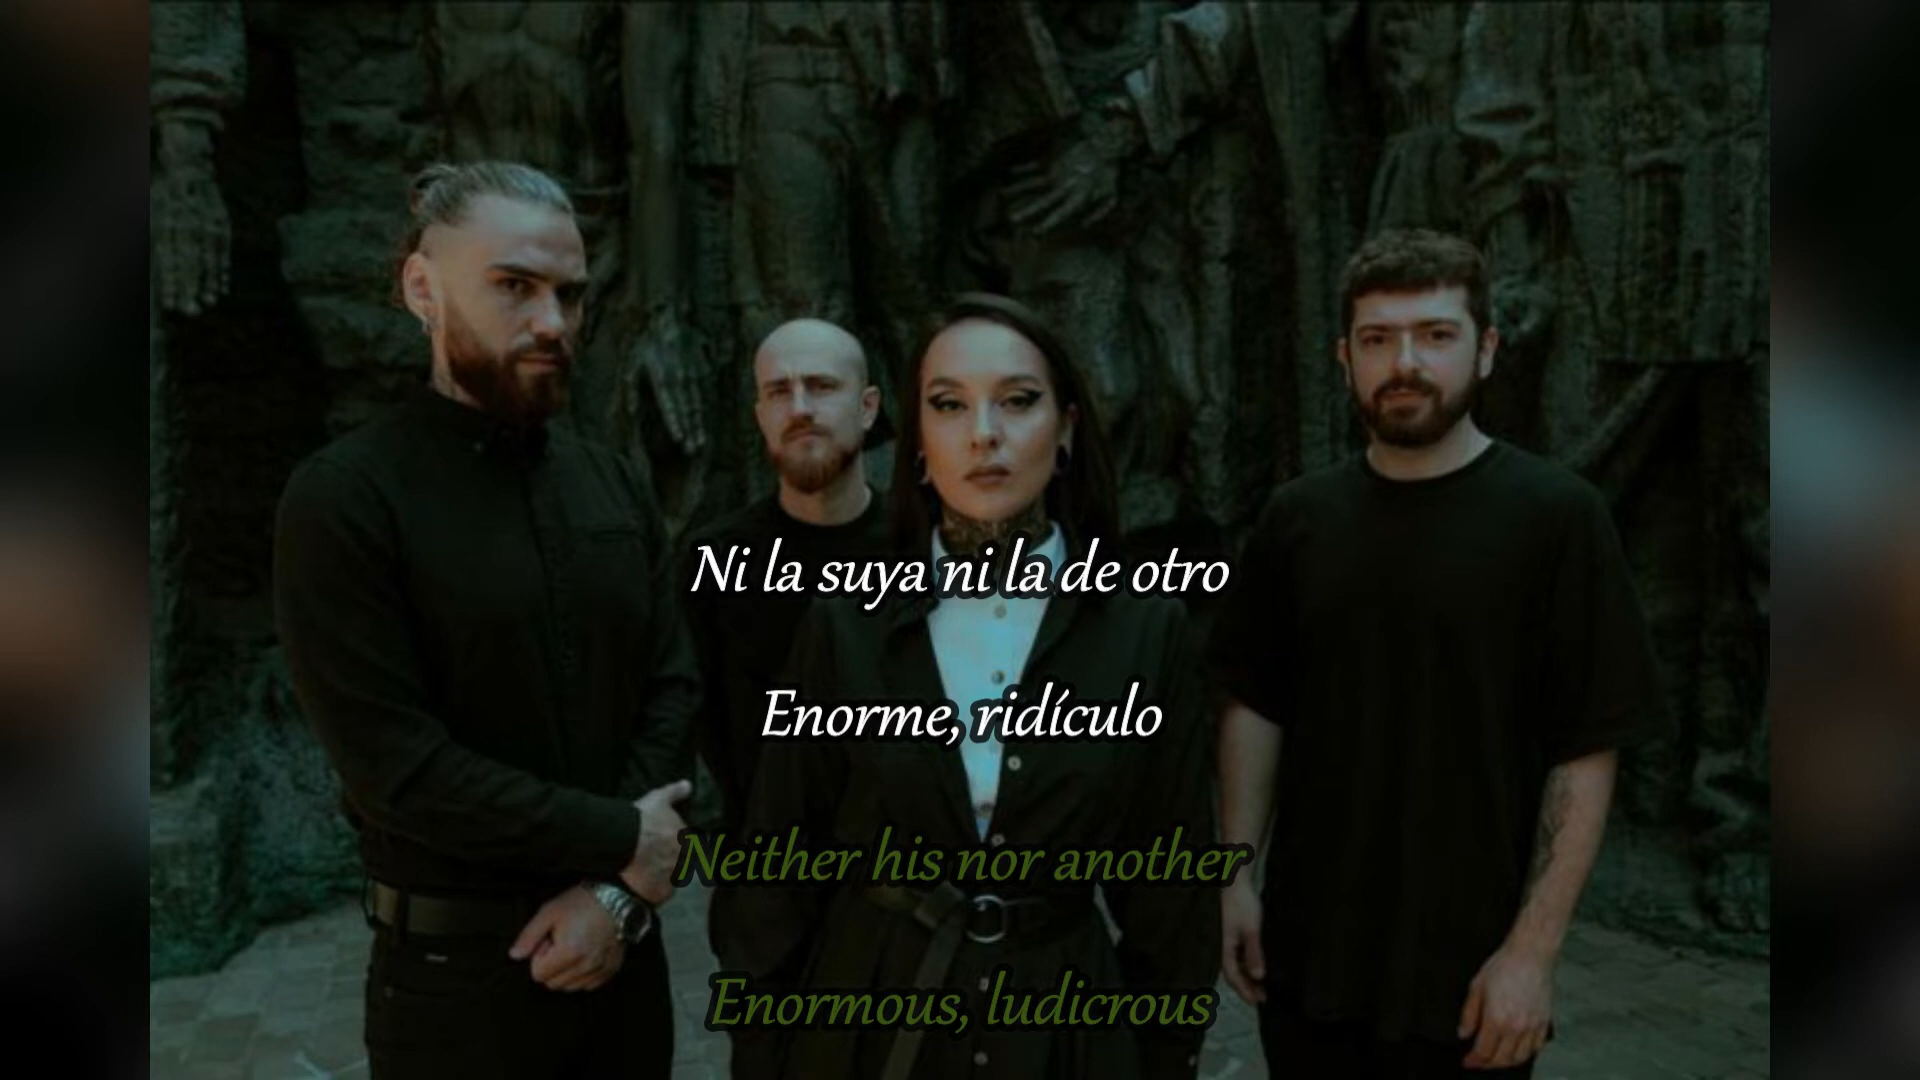 Ni la suya ni la de otro
Enorme, ridículo
Neither his nor another
Enormous, ludicrous